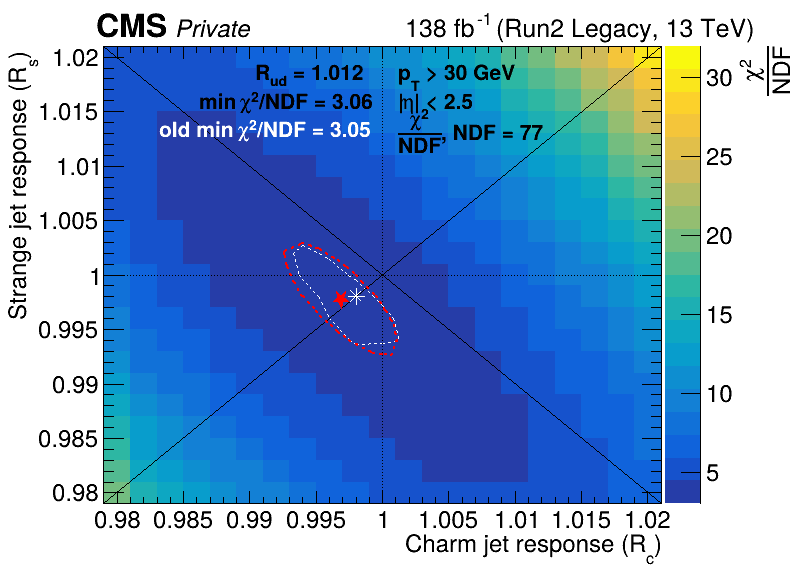 CMS Private 138 fb⁻¹ (Run2 Legacy, 13 TeV)
Strange jet response (Rₛ)
1.02
1.015
1.01
1.005
1
0.995
0.99
0.985
0.98
R_ud = 1.012
min χ²/NDF = 3.06
old min χ²/NDF = 3.05
p_T > 30 GeV
|η| < 2.5
χ²/NDF, NDF = 77
χ²/NDF
30
25
20
15
10
5
0.98 0.985 0.99 0.995 1 1.005 1.01 1.015 1.02
Charm jet response (R_c)